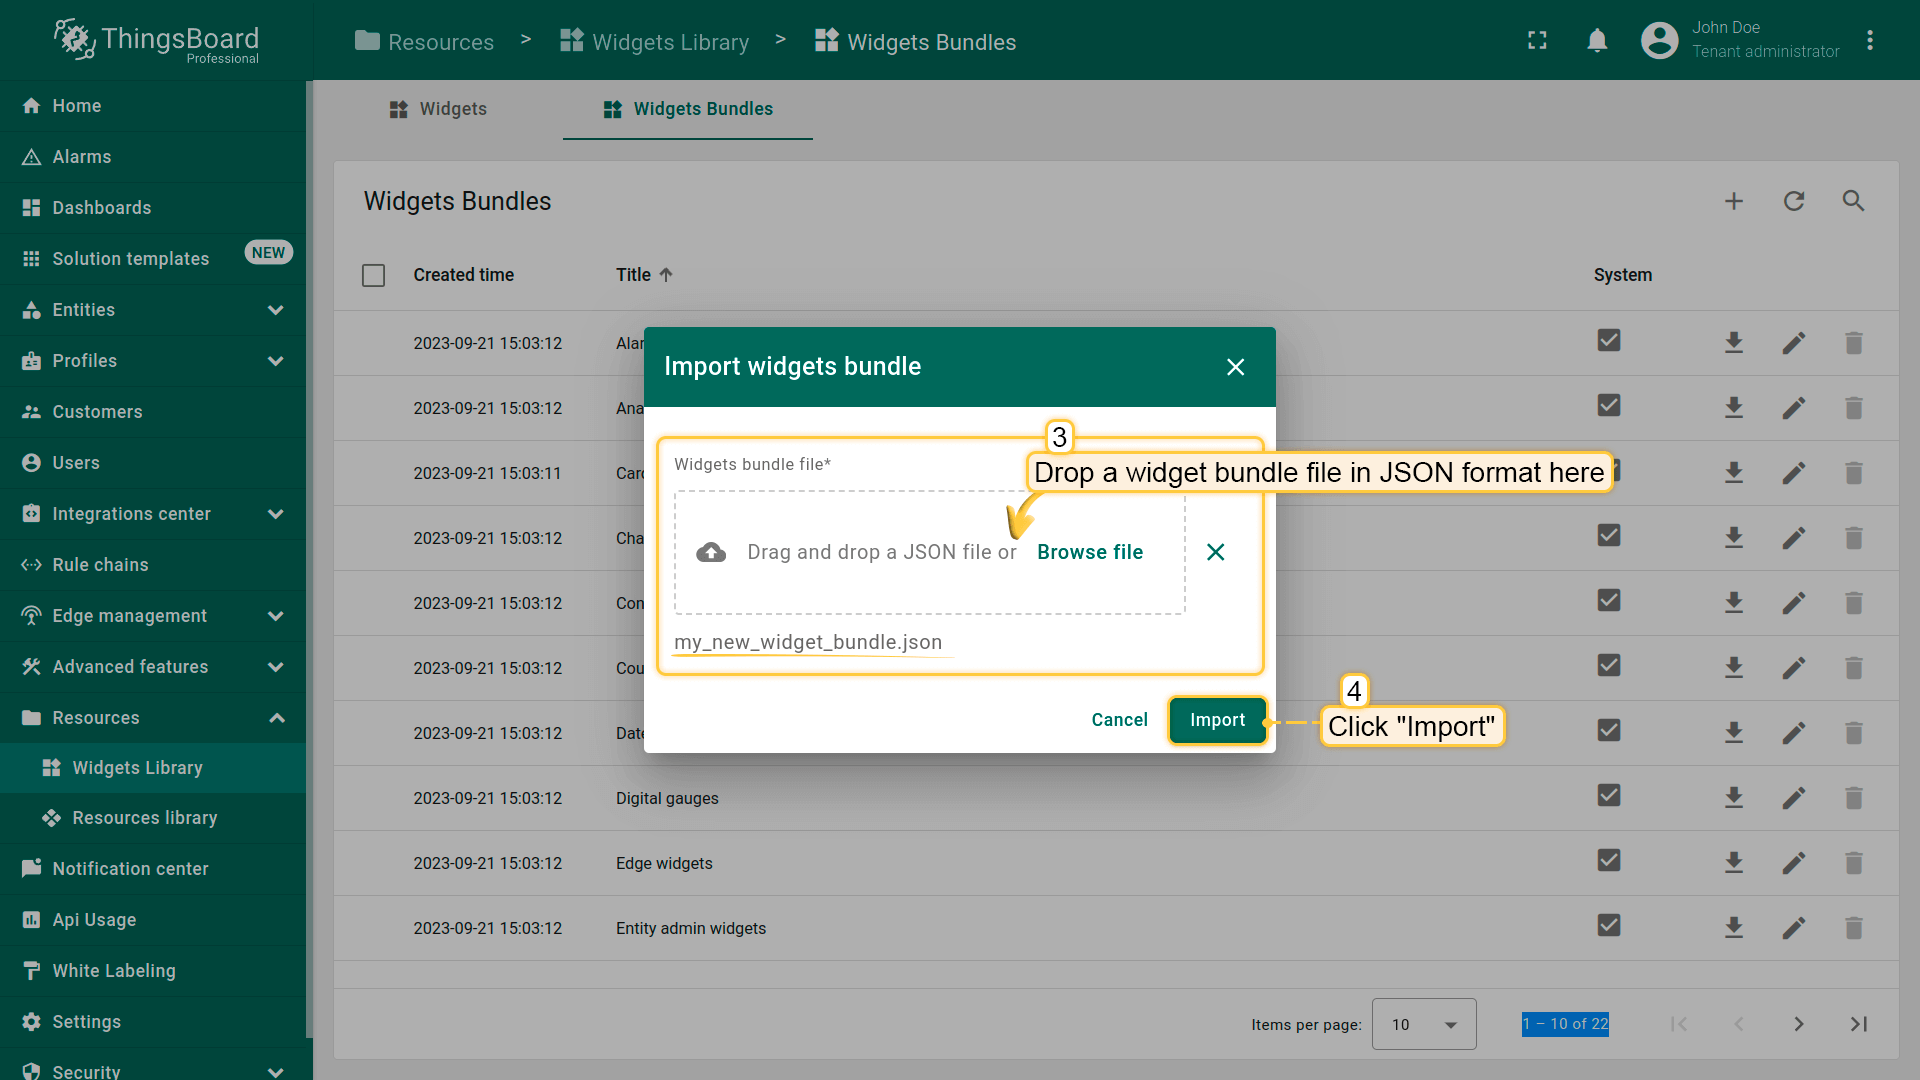 ThingsBoard
Professional
Resources > Widgets Library > Widgets Bundles
John Doe
Tenant administrator
Home
Alarms
Dashboards
Solution templates NEW
Entities
Profiles
Customers
Users
Integrations center
Rule chains
Edge management
Advanced features
Resources
Widgets Library
Resources library
Notification center
Api Usage
White Labeling
Settings
Security
Widgets Widgets Bundles
Widgets Bundles
Created time Title System
2023-09-21 15:03:12 Alar
2023-09-21 15:03:12 Ana
2023-09-21 15:03:11 Card
2023-09-21 15:03:12 Cha
2023-09-21 15:03:12 Con
2023-09-21 15:03:12 Cou
2023-09-21 15:03:12 Date
2023-09-21 15:03:12 Digital gauges
2023-09-21 15:03:12 Edge widgets
2023-09-21 15:03:12 Entity admin widgets
Items per page: 10 1 – 10 of 22
Import widgets bundle
3
Widgets bundle file*
Drop a widget bundle file in JSON format here
Drag and drop a JSON file or Browse file
my_new_widget_bundle.json
Cancel Import
4
Click "Import"